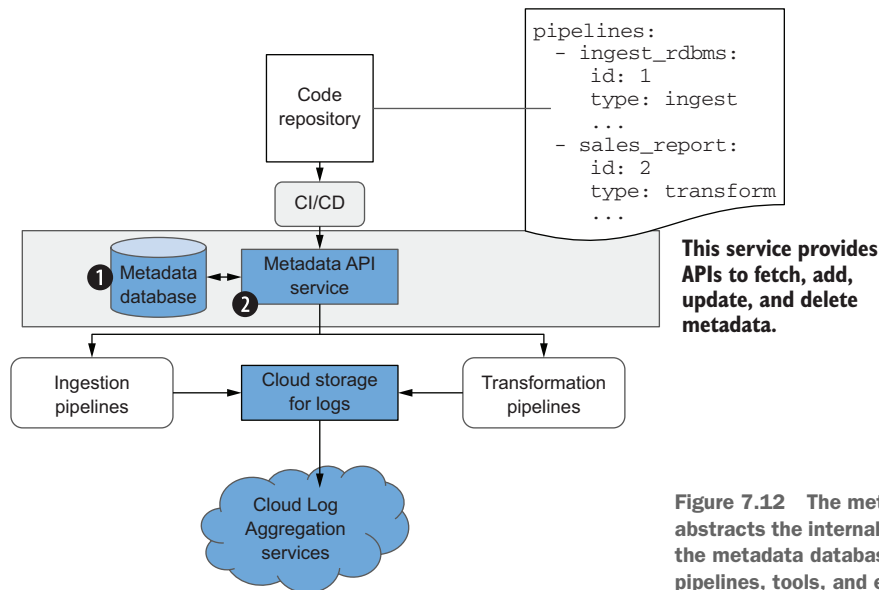 pipelines:
- ingest_rdbms:
id: 1
type: ingest
...
- sales_report:
id: 2
type: transform
...
Code
repository
CI/CD
1
Metadata
database
Metadata API
service
2
This service provides
APIs to fetch, add,
update, and delete
metadata.
Ingestion
pipelines
Cloud storage
for logs
Transformation
pipelines
Cloud Log
Aggregation
services
Figure 7.12 The met
abstracts the internal
the metadata databas
pipelines, tools, and e